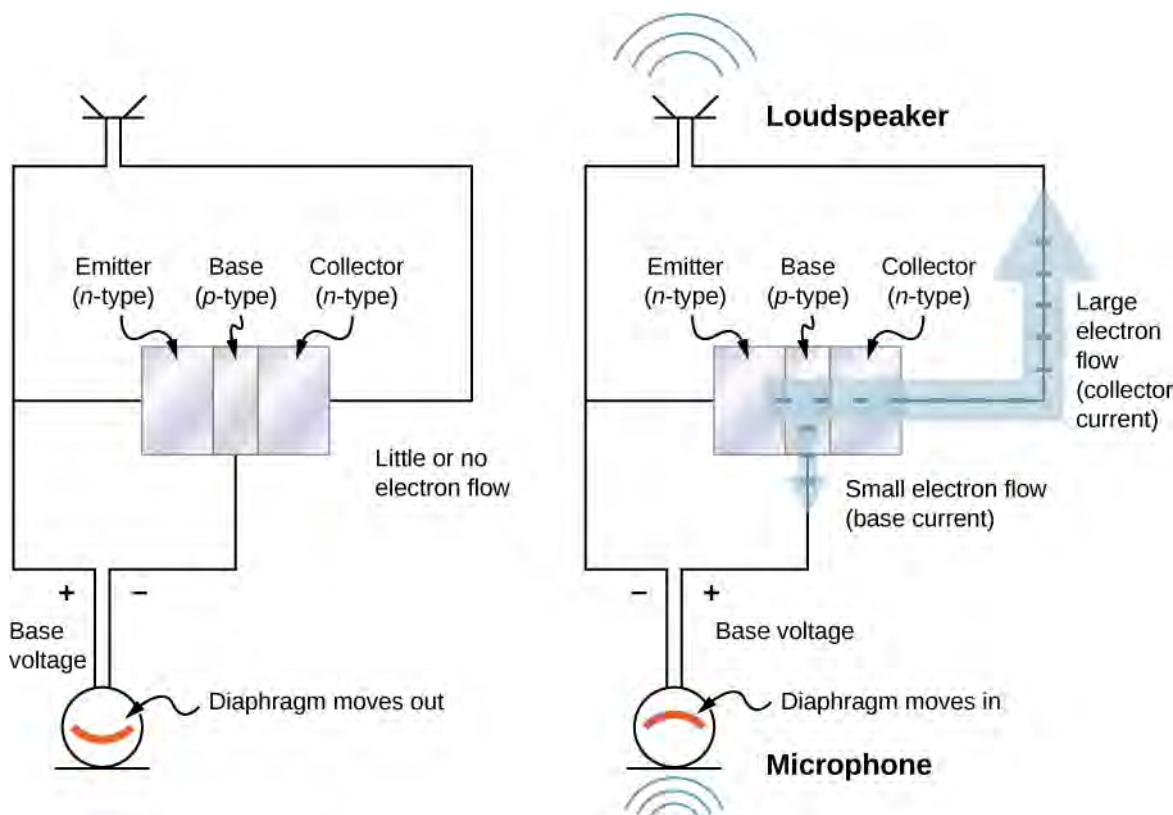 Loudspeaker
Emitter
(n-type)
Base
(p-type)
Collector
(n-type)
Little or no
electron flow
+ −
Base
voltage
Diaphragm moves out
Emitter
(n-type)
Base
(p-type)
Collector
(n-type)
Large
electron
flow
(collector
current)
Small electron flow
(base current)
− +
Base voltage
Diaphragm moves in
Microphone